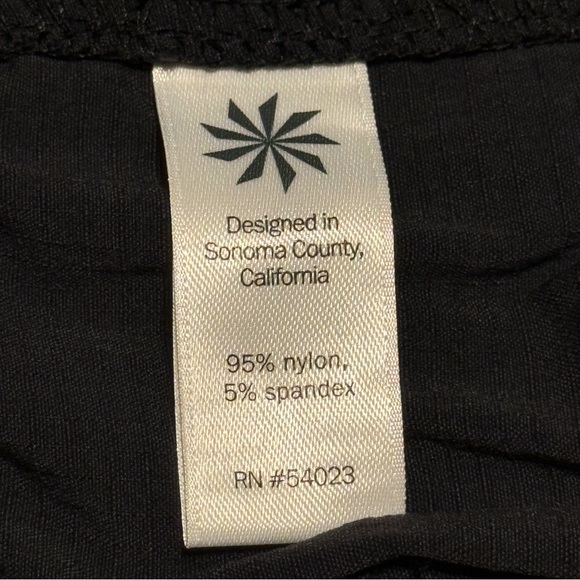 Designed in
Sonoma County,
California
95% nylon,
5% spandex
RN #54023